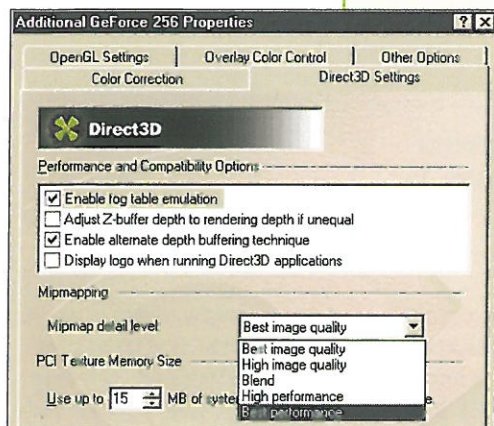 Additional GeForce 256 Properties
OpenGL Settings
Overlay Color Control
Other Options
Color Correction
Direct3D Settings
Direct3D
Performance and Compatibility Options
Enable fog table emulation
Adjust Z-buffer depth to rendering depth if unequal
Enable alternate depth buffering technique
Display logo when running Direct3D applications
Mipmapping
Mipmap detail level:
Best image quality
Best image quality
High image quality
Blend
High performance
Best performance
PCI Texture Memory Size
Use up to 15 MB of